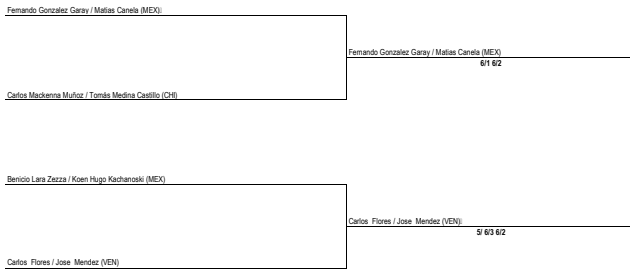 Fernando Gonzalez Garay / Matias Canela (MEX)
Fernando Gonzalez Garay / Matias Canela (MEX)
6/1 6/2
Carlos Mackenna Muñoz / Tomás Medina Castillo (CHI)
Benicio Lara Zezza / Koen Hugo Kachanoski (MEX)
Carlos Flores / Jose Mendez (VEN)
5/ 6/3 6/2
Carlos Flores / Jose Mendez (VEN)